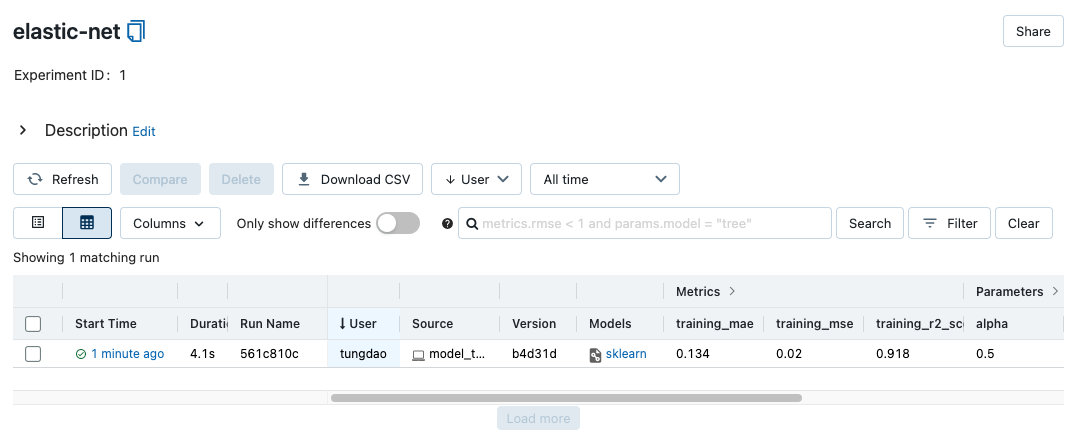 elastic-net
Share
Experiment ID: 1
Description Edit
Refresh Compare Delete Download CSV User All time
Columns Only show differences metrics.rmse < 1 and params.model = "tree" Search Filter Clear
Showing 1 matching run
Metrics Parameters
Start Time Durati Run Name User Source Version Models training_mae training_mse training_r2_sc alpha
1 minute ago 4.1s 561c810c tungdao model_t... b4d31d sklearn 0.134 0.02 0.918 0.5
Load more